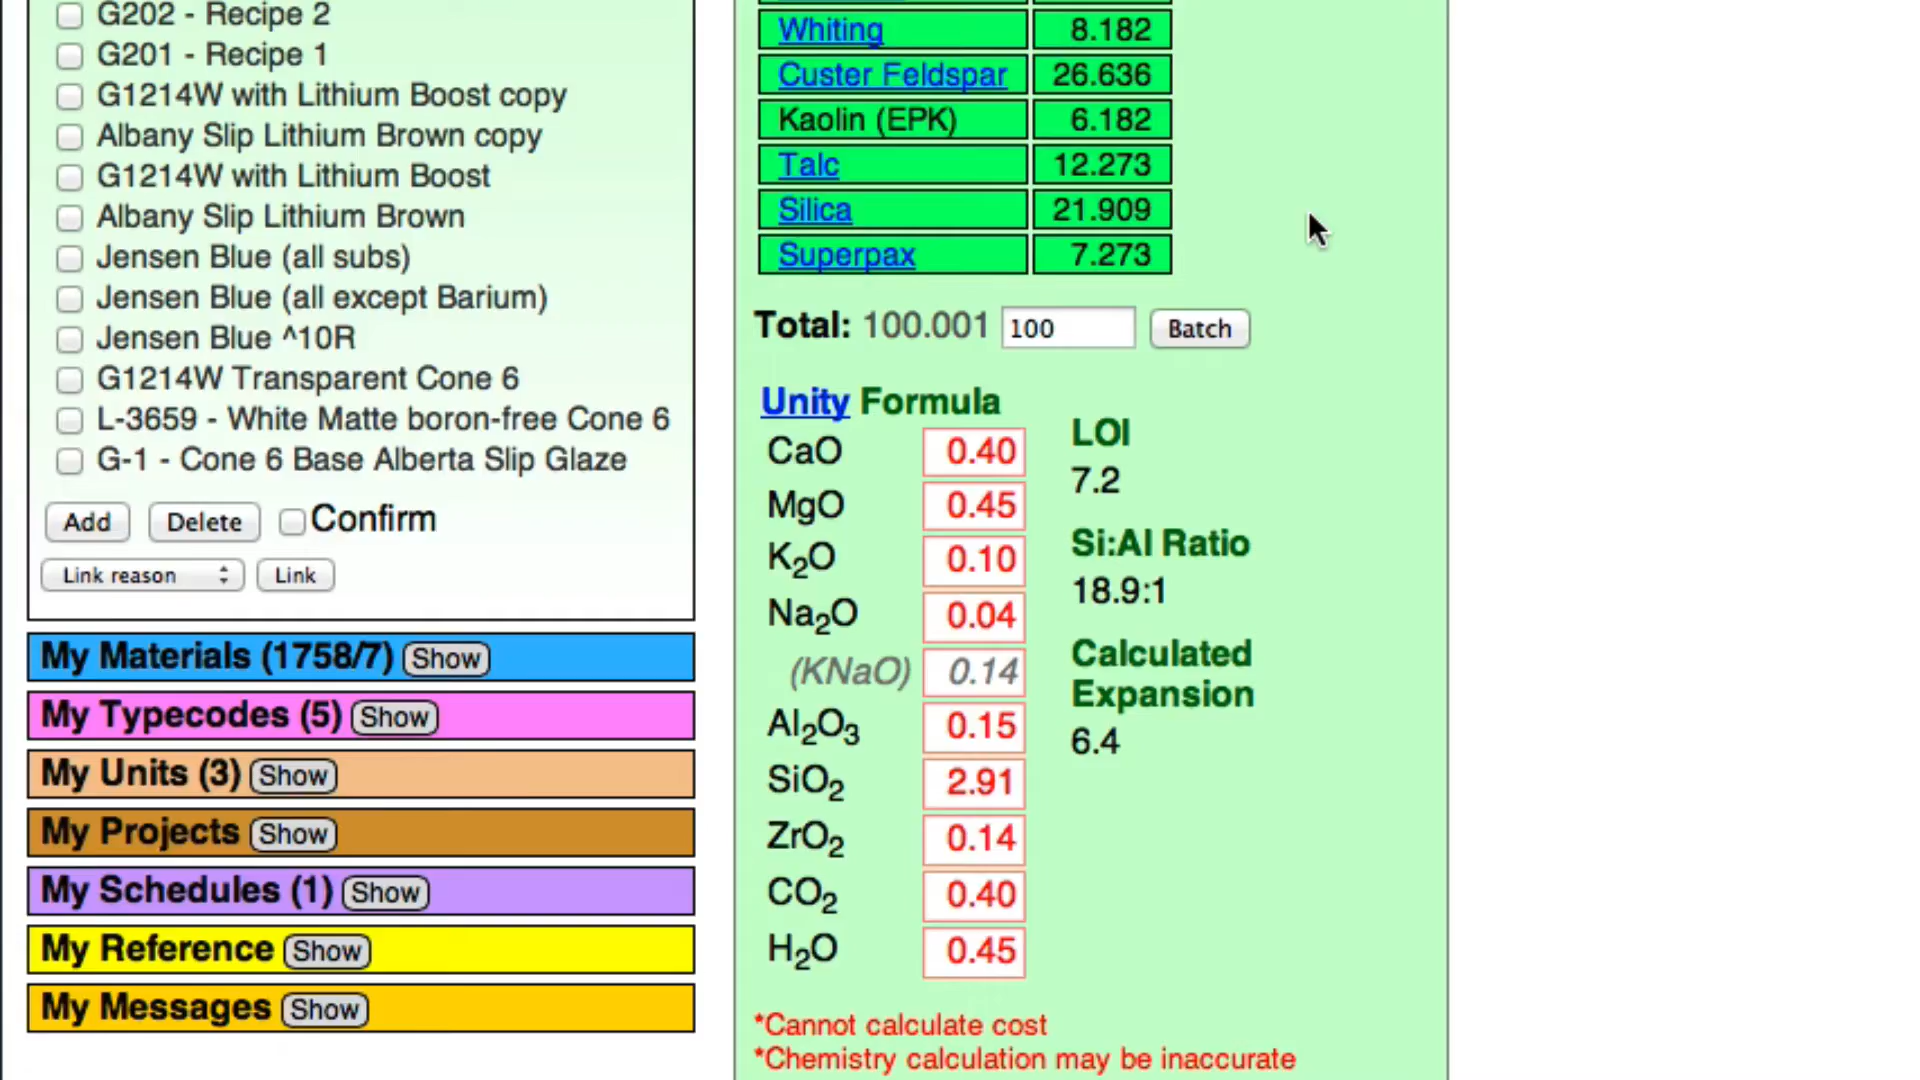 G202 - Recipe 2
G201 - Recipe 1
G1214W with Lithium Boost copy
Albany Slip Lithium Brown copy
G1214W with Lithium Boost
Albany Slip Lithium Brown
Jensen Blue (all subs)
Jensen Blue (all except Barium)
Jensen Blue ^10R
G1214W Transparent Cone 6
L-3659 - White Matte boron-free Cone 6
G-1 - Cone 6 Base Alberta Slip Glaze
Add Delete Confirm
Link reason Link
My Materials (1758/7) Show
My Typecodes (5) Show
My Units (3) Show
My Projects Show
My Schedules (1) Show
My Reference Show
My Messages Show
Whiting 8.182
Custer Feldspar 26.636
Kaolin (EPK) 6.182
Talc 12.273
Silica 21.909
Superpax 7.273
Total: 100.001 100 Batch
Unity Formula
CaO 0.40
MgO 0.45
K2O 0.10
Na2O 0.04
(KNaO) 0.14
Al2O3 0.15
SiO2 2.91
ZrO2 0.14
CO2 0.40
H2O 0.45
LOI
7.2
Si:Al Ratio
18.9:1
Calculated
Expansion
6.4
*Cannot calculate cost
*Chemistry calculation may be inaccurate